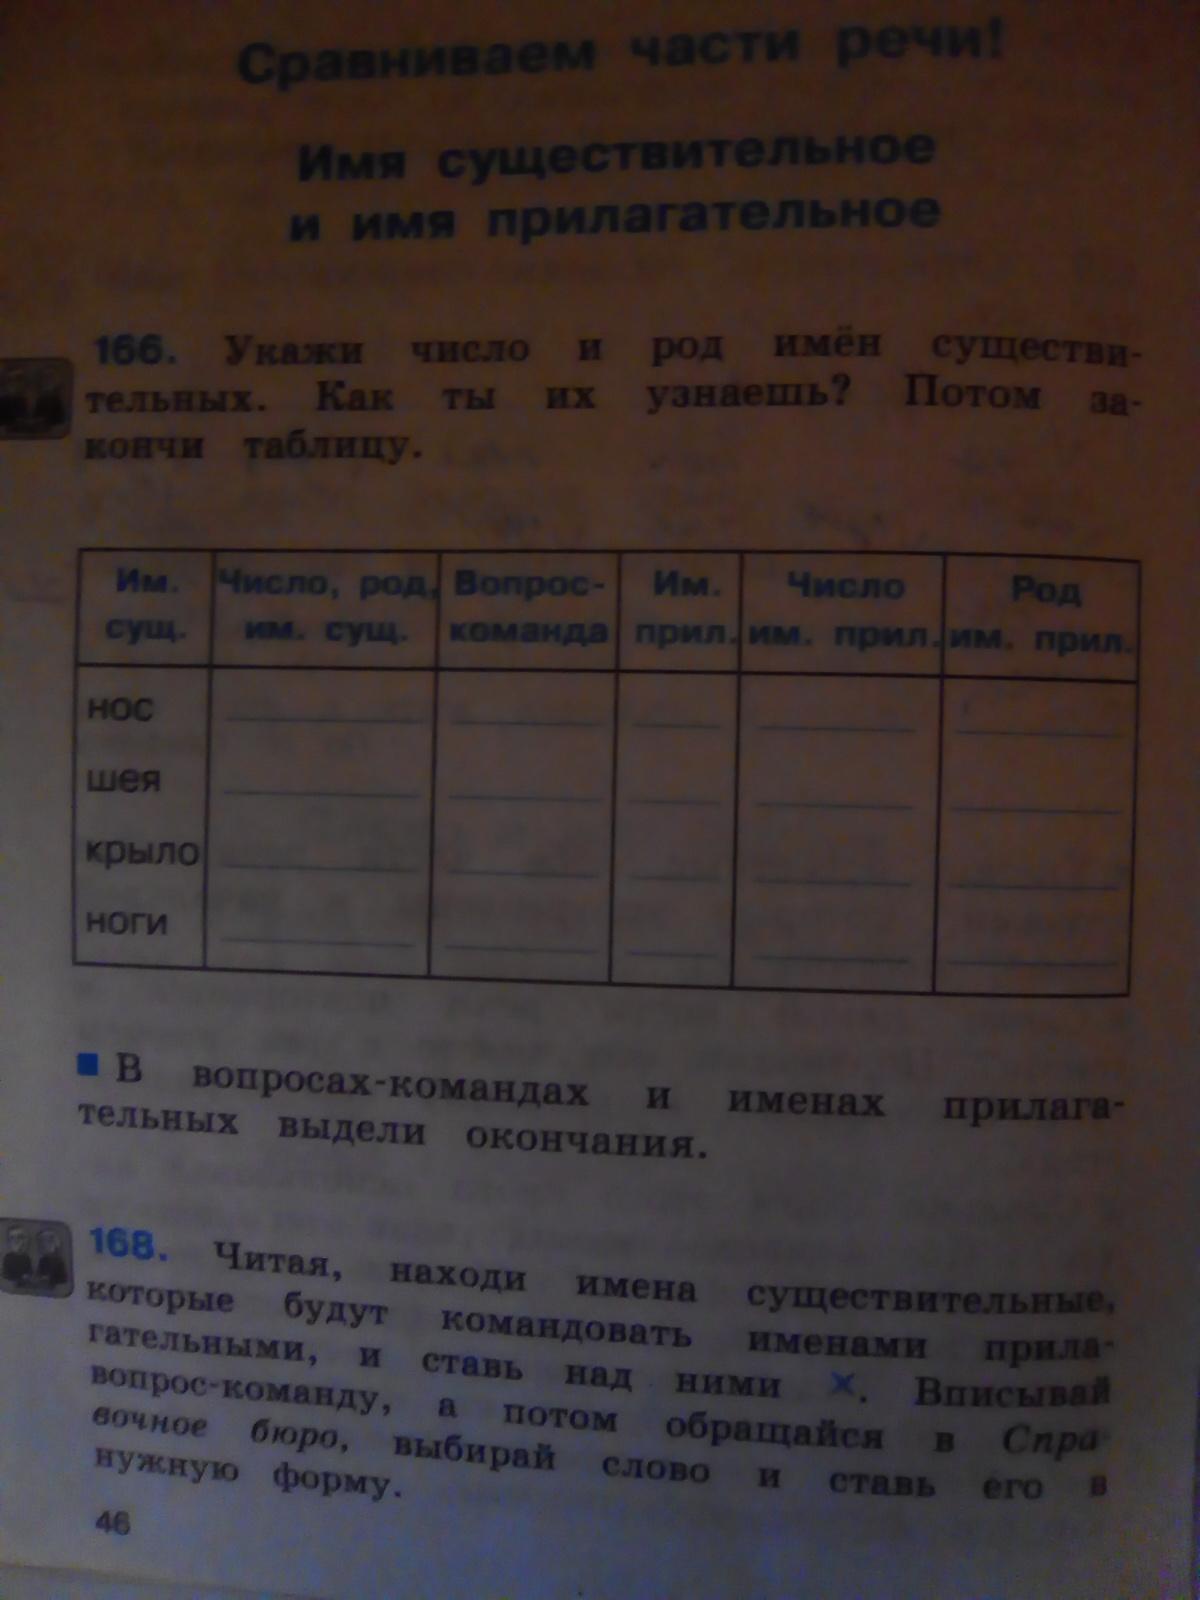 Сравниваем части речи!
Имя существительное
и имя прилагательное
166. Укажи число и род имён существи-
тельных. Как ты их узнаешь? Потом за-
кончи таблицу.
Им. сущ. | Число, род, им. сущ. | Вопрос-команда | Им. прил. | Число им. прил. | Род им. прил.
нос
шея
крыло
ноги
В вопросах-командах и именах прилага-
тельных выдели окончания.
168. Читая, находи имена существительные,
которые будут командовать именами прила-
гательными, и ставь над ними ×. Вписывай
вопрос-команду, а потом обращайся в Спра-
вочное бюро, выбирай слово и ставь его в
нужную форму.
46